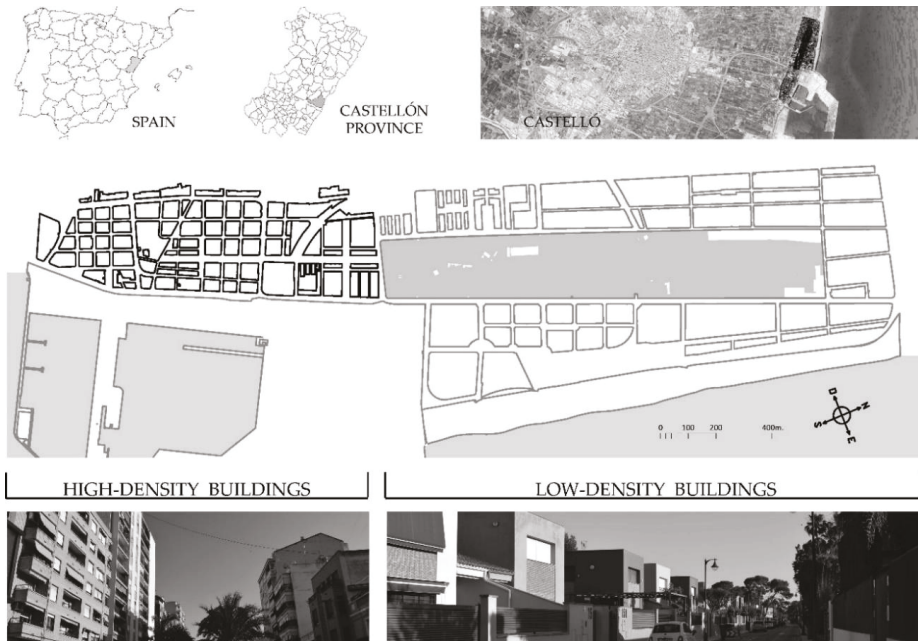 SPAIN
CASTELLÓN
PROVINCE
CASTELLÓ
O
N
S
E
0 100 200 400m.
HIGH-DENSITY BUILDINGS
LOW-DENSITY BUILDINGS